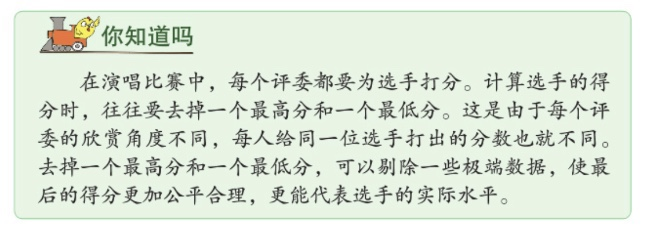 你知道吗
在演唱比赛中，每个评委都要为选手打分。计算选手的得
分时，往往要去掉一个最高分和一个最低分。这是由于每个评
委的欣赏角度不同，每人给同一位选手打出的分数也就不同。
去掉一个最高分和一个最低分，可以剔除一些极端数据，使最
后的得分更加公平合理，更能代表选手的实际水平。